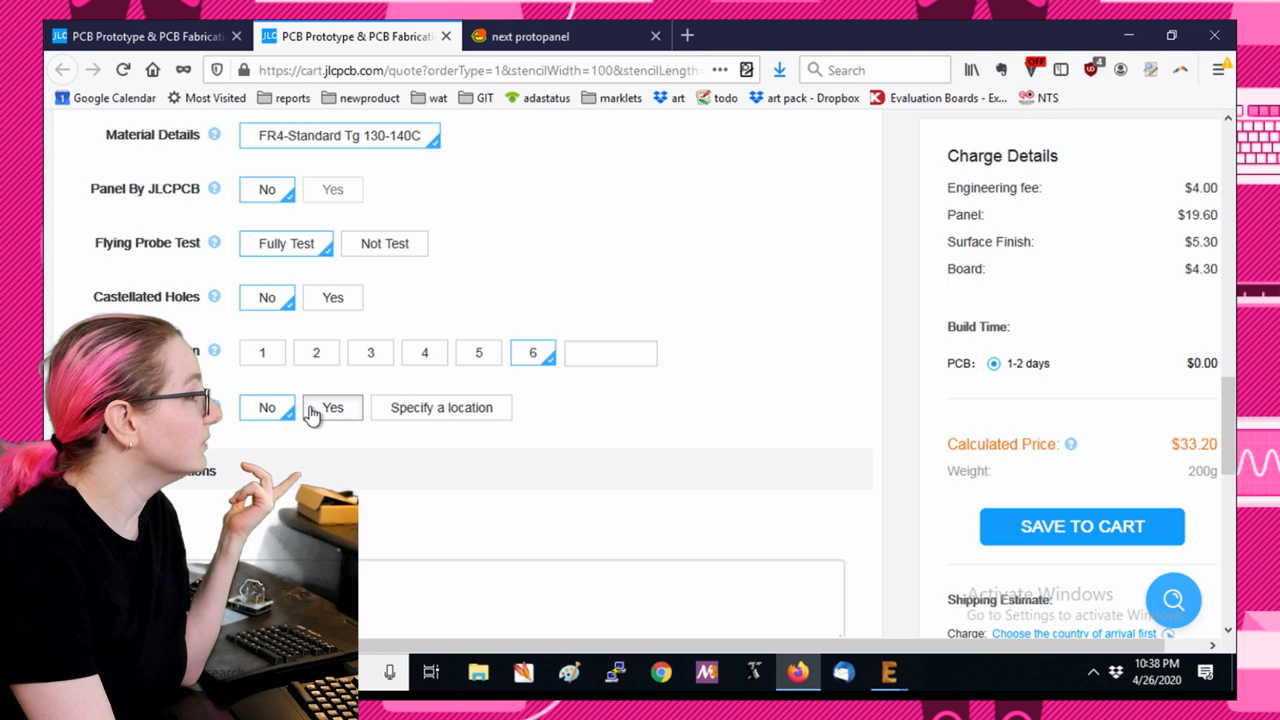 JLC PCB Prototype & PCB Fabricati
JLC PCB Prototype & PCB Fabricati
next protopanel
https://cart.jlcpcb.com/quote?orderType=1&stencilWidth=100&stencilLength=
Search
OFF
4
Google Calendar
Most Visited
reports
newproduct
wat
GIT
adastatus
marklets
art
todo
art pack - Dropbox
Evaluation Boards - Ex...
NTS
Material Details
FR4-Standard Tg 130-140C
Panel By JLCPCB
No
Yes
Flying Probe Test
Fully Test
Not Test
Castellated Holes
No
Yes
n
1
2
3
4
5
6
No
Yes
Specify a location
ions
Charge Details
Engineering fee: $4.00
Panel: $19.60
Surface Finish: $5.30
Board: $4.30
Build Time:
PCB: 1-2 days $0.00
Calculated Price: $33.20
Weight: 200g
SAVE TO CART
Activate Windows
Go to Settings to activate Wind
Shipping Estimate:
Charge: Choose the country of arrival first
search
10:38 PM
4/26/2020